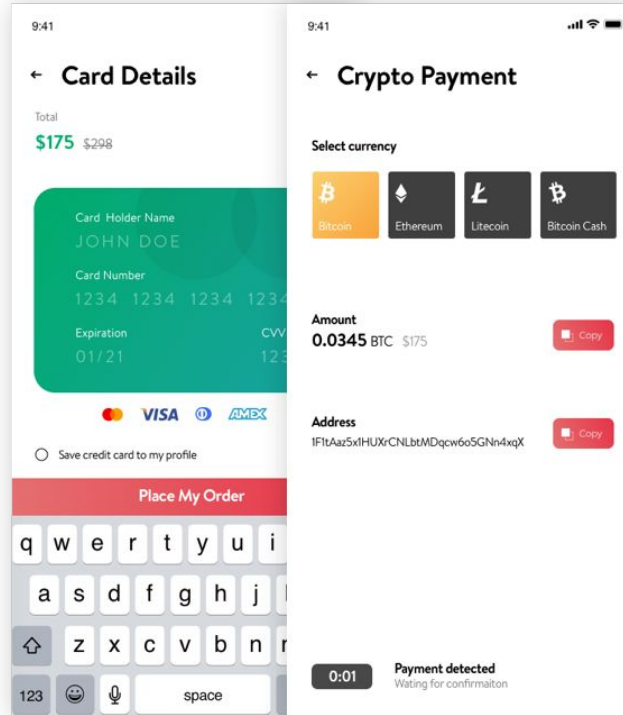 9:41
← Card Details
Total
$175 $298
Card Holder Name
JOHN DOE
Card Number
1234 1234 1234 1234
Expiration CVV
01/21 123
VISA AMEX
Save credit card to my profile
Place My Order
q w e r t y u i
a s d f g h j
z x c v b n
123 space
9:41
← Crypto Payment
Select currency
Bitcoin Ethereum Litecoin Bitcoin Cash
Amount
0.0345 BTC $175 Copy
Address
1F1tAaz5x1HUXrCNLbtMDqcw6o5GNn4xqX Copy
0:01 Payment detected
Wating for confirmaiton